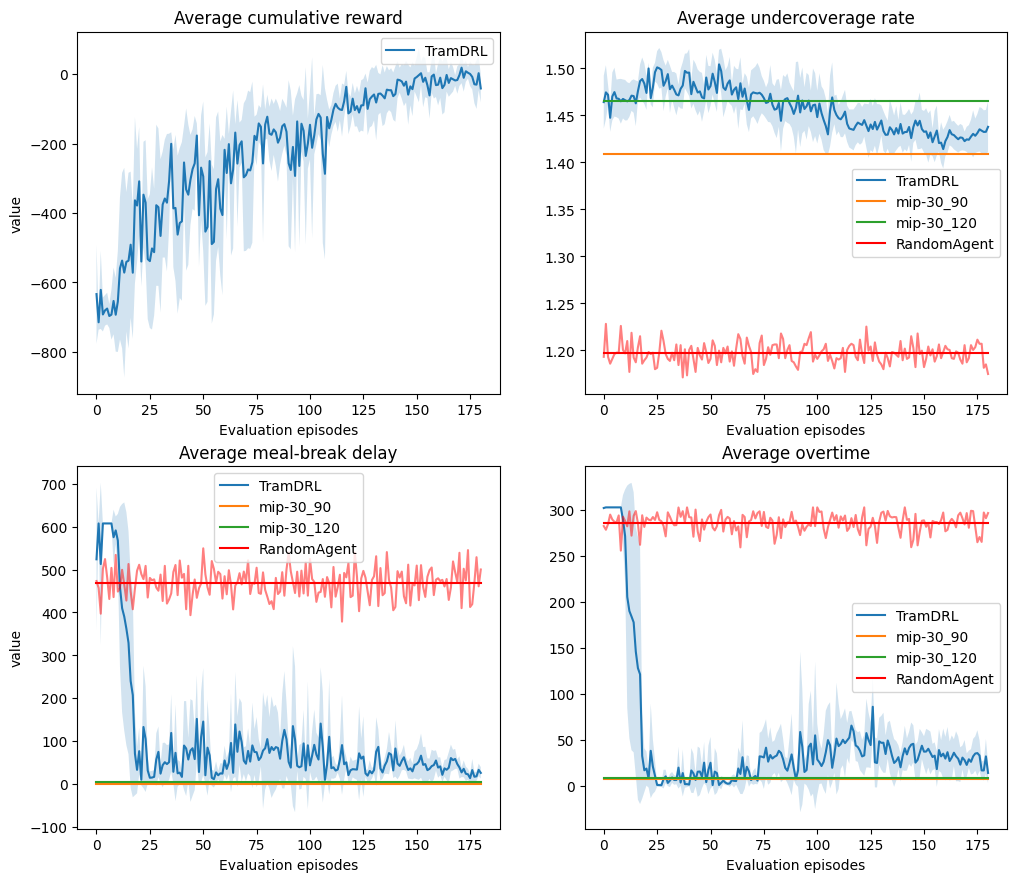 Average cumulative reward
TramDRL
value
0
−200
−400
−600
−800
0 25 50 75 100 125 150 175
Evaluation episodes
Average undercoverage rate
1.50
1.45
1.40
1.35
1.30
1.25
1.20
TramDRL
mip-30_90
mip-30_120
RandomAgent
0 25 50 75 100 125 150 175
Evaluation episodes
Average meal-break delay
TramDRL
mip-30_90
mip-30_120
RandomAgent
value
700
600
500
400
300
200
100
0
−100
0 25 50 75 100 125 150 175
Evaluation episodes
Average overtime
300
250
200
150
100
50
0
TramDRL
mip-30_90
mip-30_120
RandomAgent
0 25 50 75 100 125 150 175
Evaluation episodes